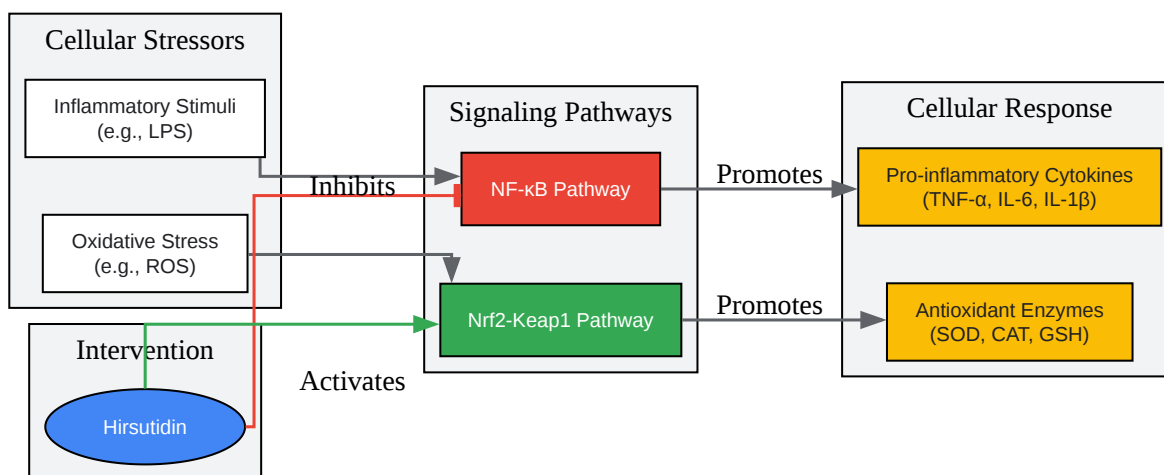 Cellular Stressors
Inflammatory Stimuli
(e.g., LPS)
Oxidative Stress
(e.g., ROS)
Intervention
Hirsutidin
Inhibits
Activates
Signaling Pathways
NF-κB Pathway
Nrf2-Keap1 Pathway
Promotes
Promotes
Cellular Response
Pro-inflammatory Cytokines
(TNF-α, IL-6, IL-1β)
Antioxidant Enzymes
(SOD, CAT, GSH)